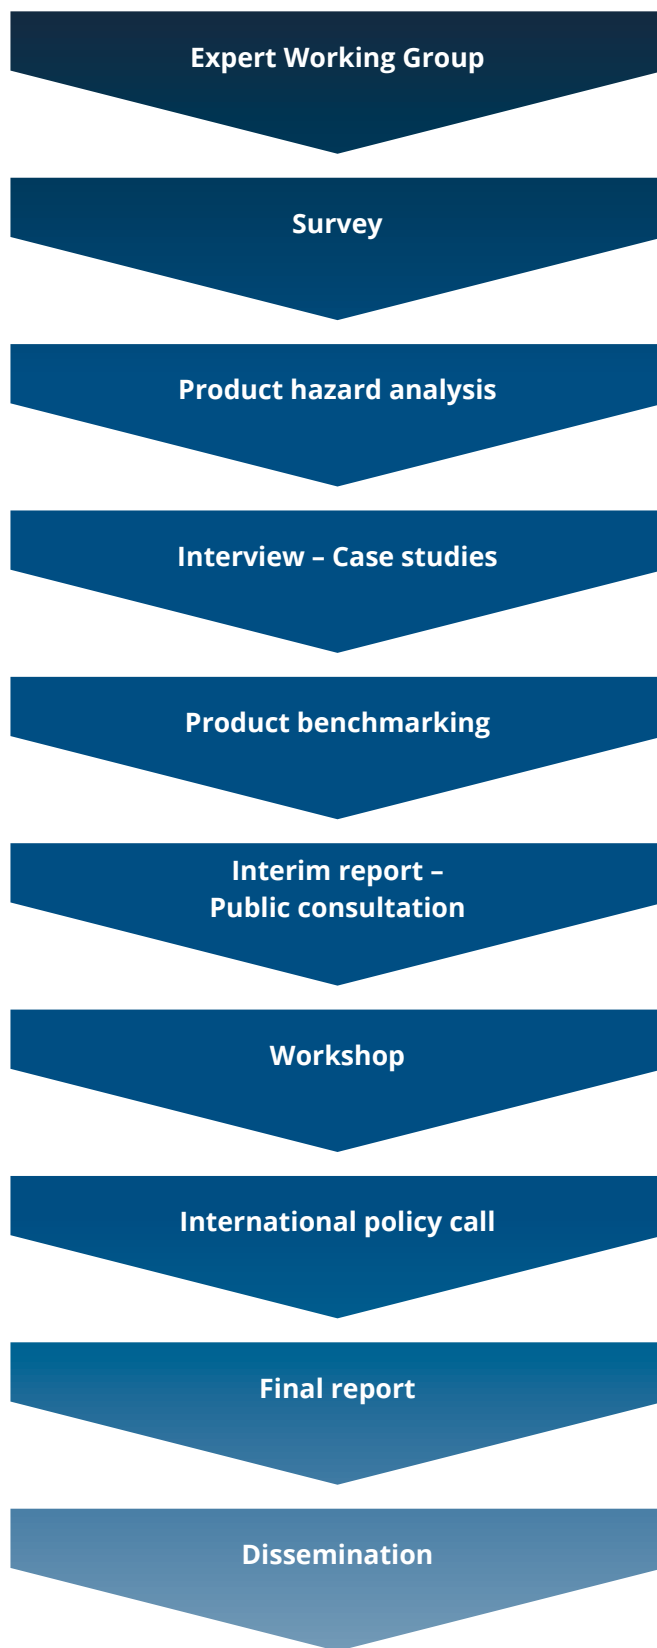 Expert Working Group
Survey
Product hazard analysis
Interview – Case studies
Product benchmarking
Interim report –
Public consultation
Workshop
International policy call
Final report
Dissemination